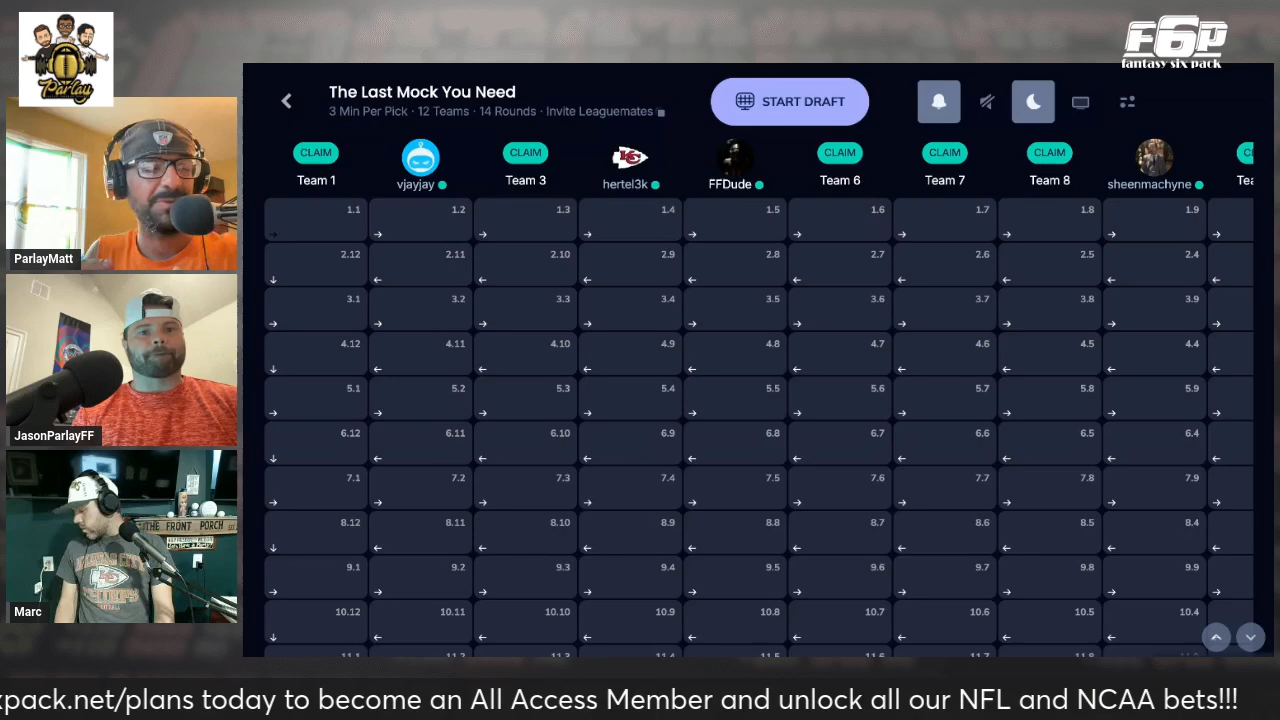 Parlay
F6P
fantasy six pack
ParlayMatt
JasonParlayFF
THE FRONT PORCH
Marc
The Last Mock You Need
3 Min Per Pick · 12 Teams · 14 Rounds · Invite Leaguemates
START DRAFT
CLAIM CLAIM CLAIM CLAIM CLAIM
Team 1 vjayjay Team 3 hertel3k FFDude Team 6 Team 7 Team 8 sheenmachyne
1.1 1.2 1.3 1.4 1.5 1.6 1.7 1.8 1.9
2.12 2.11 2.10 2.9 2.8 2.7 2.6 2.5 2.4
3.1 3.2 3.3 3.4 3.5 3.6 3.7 3.8 3.9
4.12 4.11 4.10 4.9 4.8 4.7 4.6 4.5 4.4
5.1 5.2 5.3 5.4 5.5 5.6 5.7 5.8 5.9
6.12 6.11 6.10 6.9 6.8 6.7 6.6 6.5 6.4
7.1 7.2 7.3 7.4 7.5 7.6 7.7 7.8 7.9
8.12 8.11 8.10 8.9 8.8 8.7 8.6 8.5 8.4
9.1 9.2 9.3 9.4 9.5 9.6 9.7 9.8 9.9
10.12 10.11 10.10 10.9 10.8 10.7 10.6 10.5 10.4
xpack.net/plans today to become an All Access Member and unlock all our NFL and NCAA bets!!!